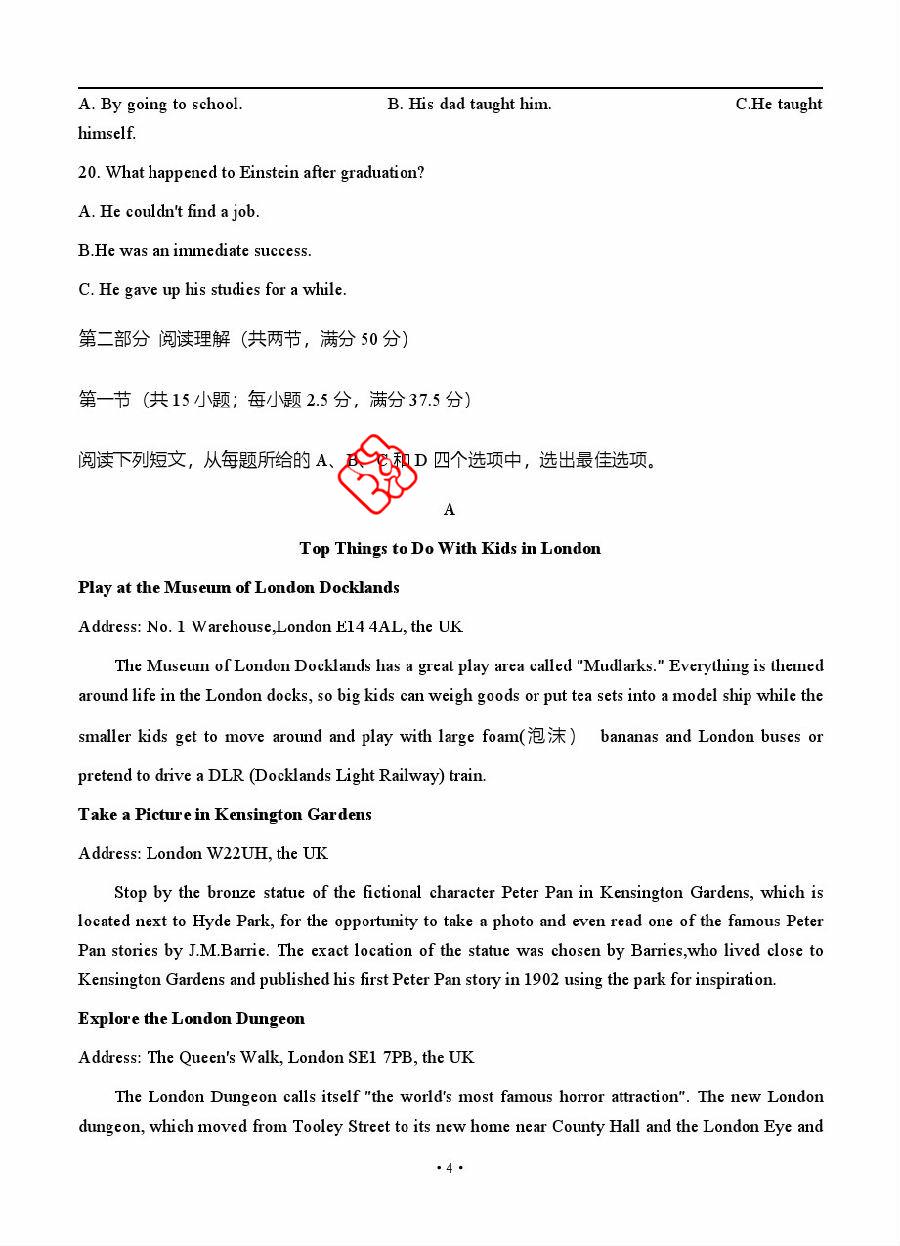 A. By going to school. B. His dad taught him. C.He taught
himself.
20. What happened to Einstein after graduation?
A. He couldn't find a job.
B.He was an immediate success.
C. He gave up his studies for a while.
第二部分 阅读理解（共两节，满分 50 分）
第一节（共 15 小题；每小题 2.5 分，满分 37.5 分）
阅读下列短文，从每题所给的 A、B、C 和 D 四个选项中，选出最佳选项。
A
Top Things to Do With Kids in London
Play at the Museum of London Docklands
Address: No. 1 Warehouse,London E14 4AL, the UK
The Museum of London Docklands has a great play area called "Mudlarks." Everything is themed
around life in the London docks, so big kids can weigh goods or put tea sets into a model ship while the
smaller kids get to move around and play with large foam(泡沫） bananas and London buses or
pretend to drive a DLR (Docklands Light Railway) train.
Take a Picture in Kensington Gardens
Address: London W22UH, the UK
Stop by the bronze statue of the fictional character Peter Pan in Kensington Gardens, which is
located next to Hyde Park, for the opportunity to take a photo and even read one of the famous Peter
Pan stories by J.M.Barrie. The exact location of the statue was chosen by Barries,who lived close to
Kensington Gardens and published his first Peter Pan story in 1902 using the park for inspiration.
Explore the London Dungeon
Address: The Queen's Walk, London SE1 7PB, the UK
The London Dungeon calls itself "the world's most famous horror attraction". The new London
dungeon, which moved from Tooley Street to its new home near County Hall and the London Eye and
• 4 •